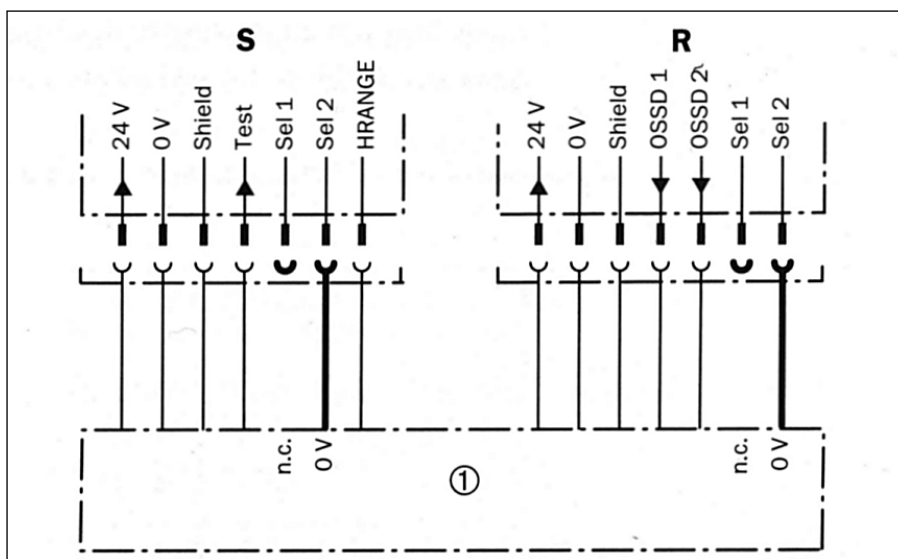 S
R
24 V
0 V
Shield
Test
Sel 1
Sel 2
HRANGE
24 V
0 V
Shield
OSSD 1
OSSD 2
Sel 1
Sel 2
n.c.
0 V
n.c.
0 V
①